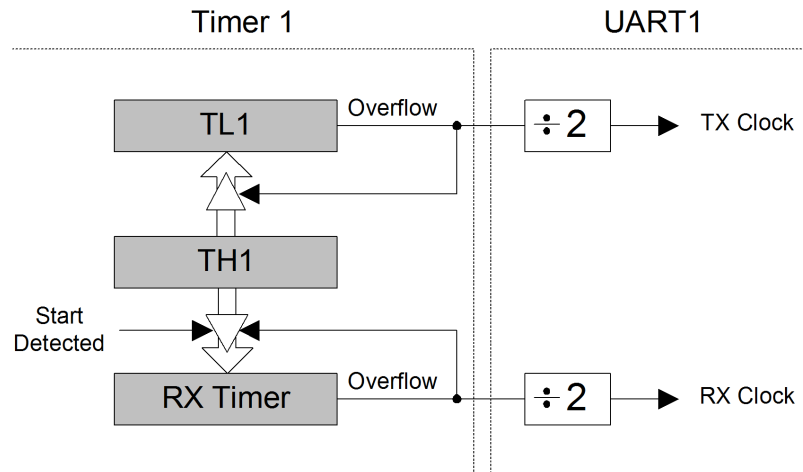 Timer 1
UART1
TL1
Overflow
÷2
TX Clock
TH1
Start
Detected
RX Timer
Overflow
÷2
RX Clock